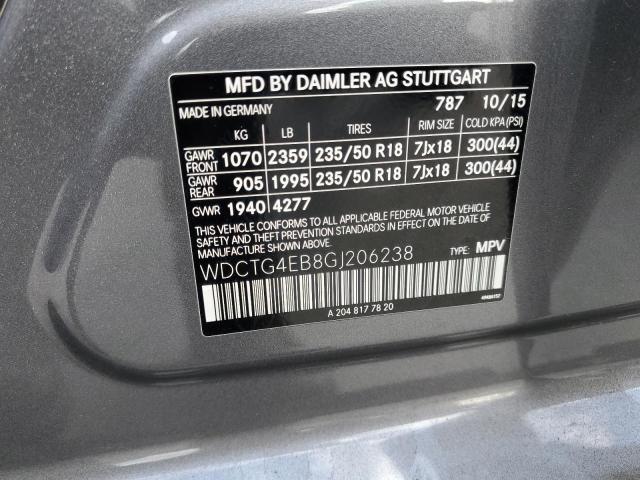 MFD BY DAIMLER AG STUTTGART
MADE IN GERMANY 787 10/15
KG LB TIRES RIM SIZE COLD KPA(PSI)
GAWR FRONT 1070 2359 235/50 R18 7Jx18 300(44)
GAWR REAR 905 1995 235/50 R18 7Jx18 300(44)
GVWR 1940 4277
THIS VEHICLE CONFORMS TO ALL APPLICABLE FEDERAL MOTOR VEHICLE
SAFETY AND THEFT PREVENTION STANDARDS IN EFFECT ON THE DATE
OF MANUFACTURE SHOWN ABOVE.
WDCTG4EB8GJ206238 TYPE: MPV
A 204 817 78 20